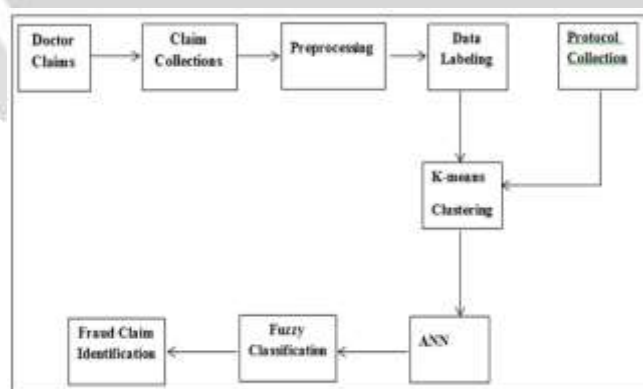 Doctor
Claims
Claim
Collections
Preprocessing
Data
Labeling
Protocol
Collection
K-means
Clustering
ANN
Fuzzy
Classification
Fraud Claim
Identification